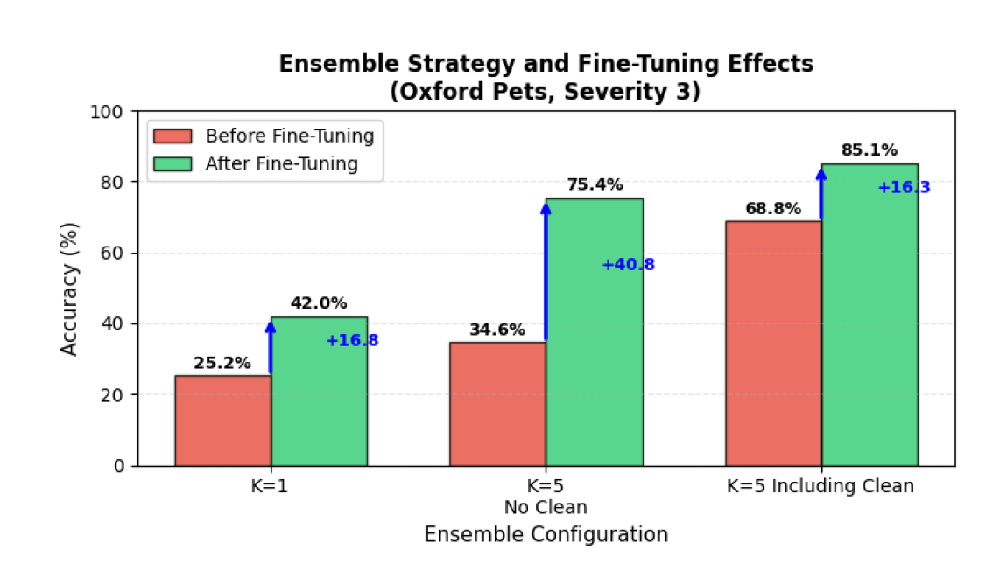 Ensemble Strategy and Fine-Tuning Effects
(Oxford Pets, Severity 3)
Before Fine-Tuning
After Fine-Tuning
Accuracy (%)
100
80
60
40
20
0
25.2%
42.0%
+16.8
34.6%
75.4%
+40.8
68.8%
85.1%
+16.3
K=1
K=5
No Clean
K=5 Including Clean
Ensemble Configuration